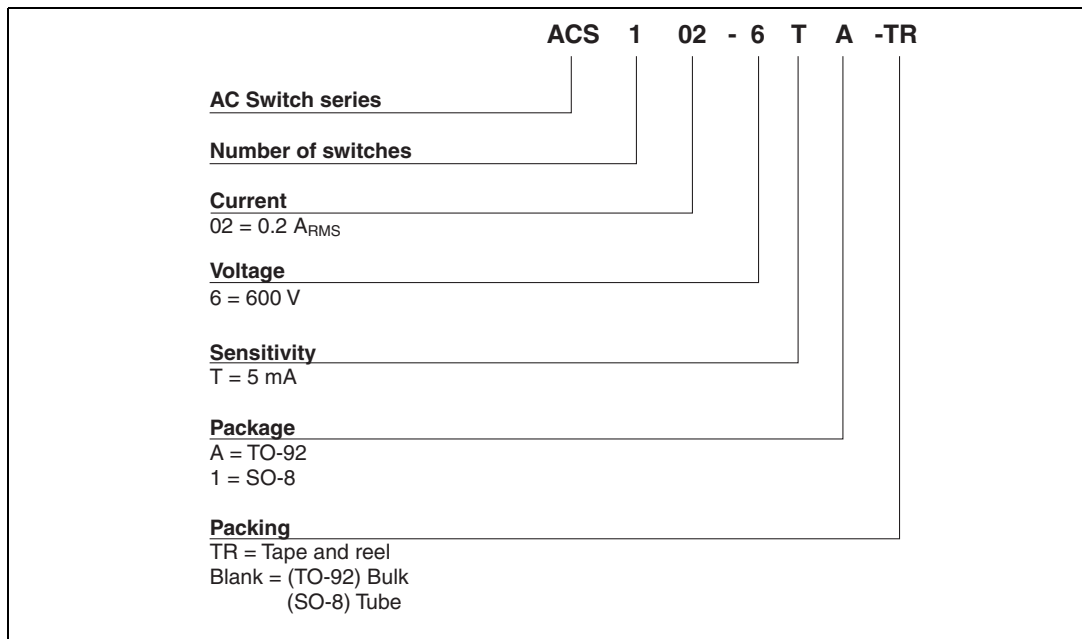 ACS 1 02 - 6 T A -TR
AC Switch series
Number of switches
Current
02 = 0.2 ARMS
Voltage
6 = 600 V
Sensitivity
T = 5 mA
Package
A = TO-92
1 = SO-8
Packing
TR = Tape and reel
Blank = (TO-92) Bulk
(SO-8) Tube